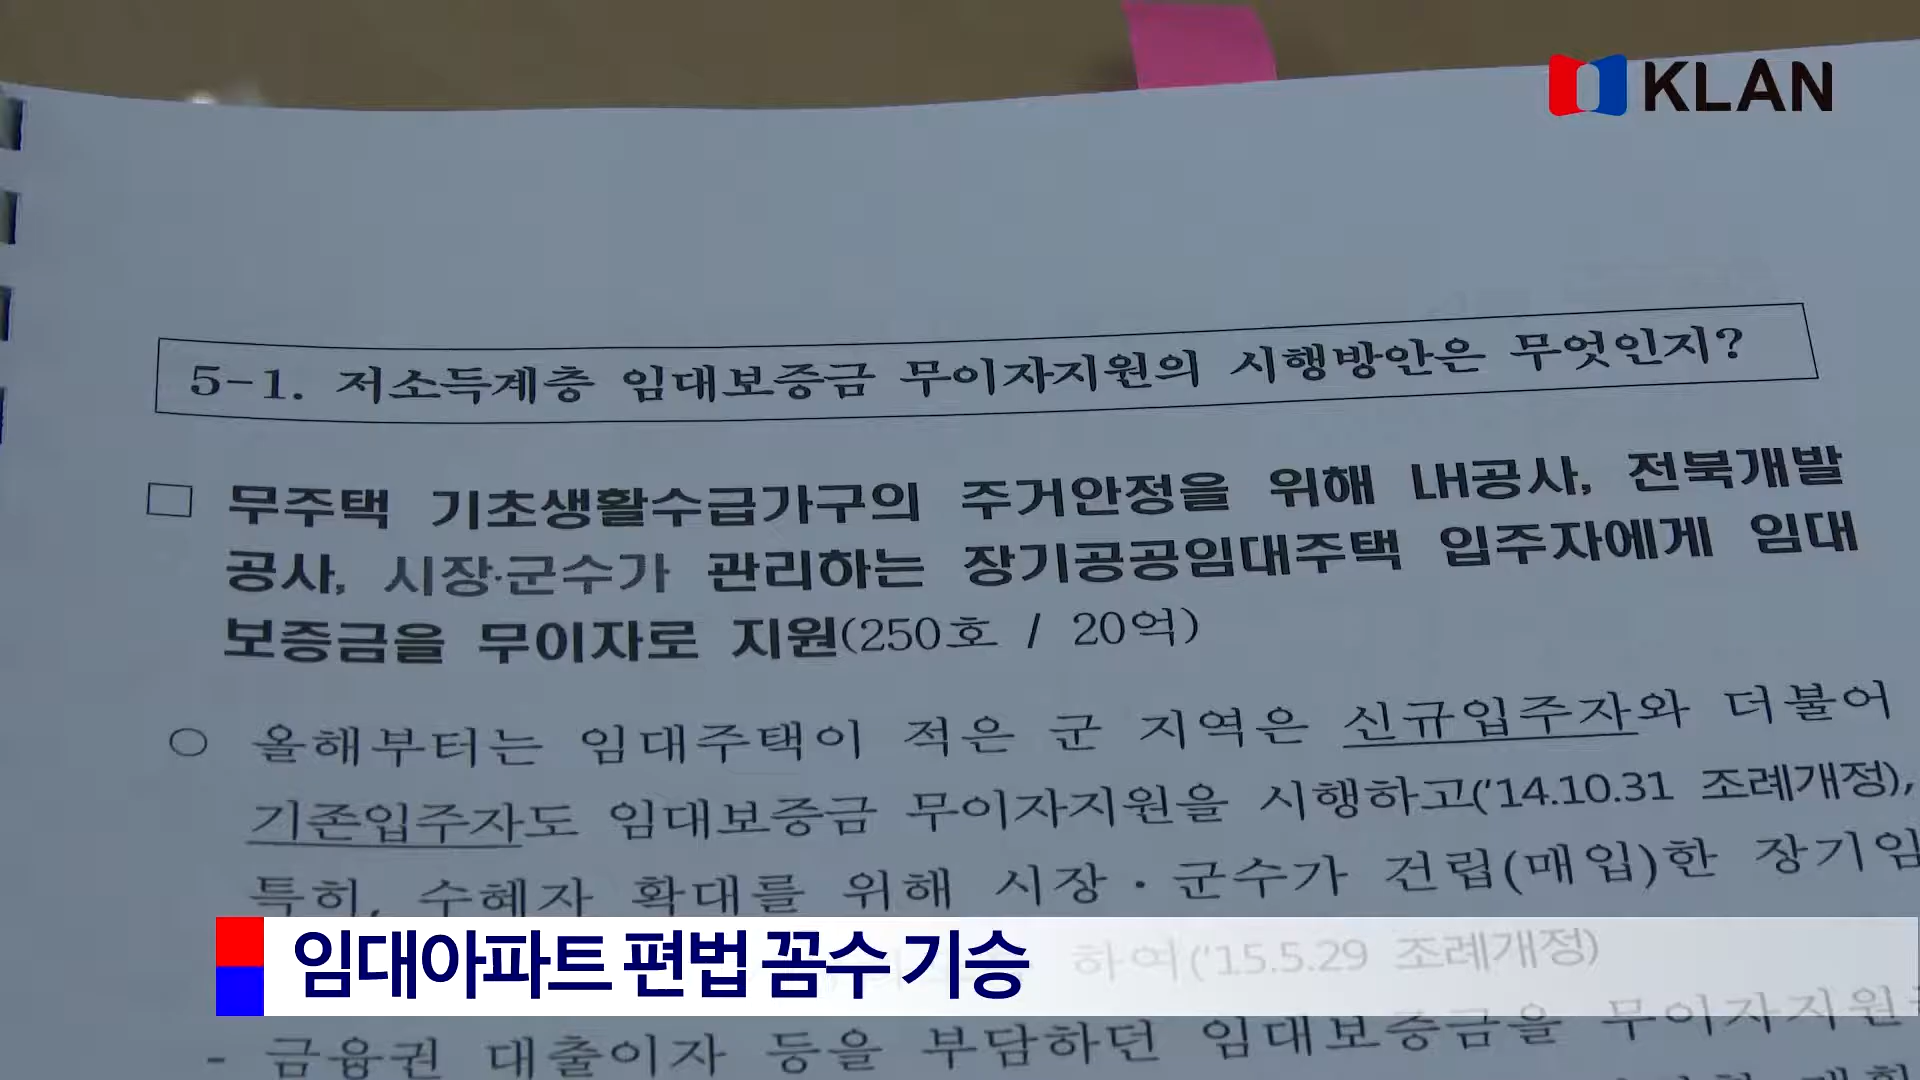 KLAN
5-1. 저소득계층 임대보증금 무이자지원의 시행방안은 무엇인지?
□ 무주택 기초생활수급가구의 주거안정을 위해 LH공사, 전북개발
공사, 시장·군수가 관리하는 장기공공임대주택 입주자에게 임대
보증금을 무이자로 지원(250호 / 20억)
○ 올해부터는 임대주택이 적은 군 지역은 신규입주자와 더불어
기존입주자도 임대보증금 무이자지원을 시행하고('14.10.31 조례개정),
특히, 수혜자 확대를 위해 시장·군수가 건립(매입)한 장기임
하여('15.5.29 조례개정)
임대아파트 편법 꼼수 기승
- 금융권 대출이자 등을 부담하던 임대보증금을 무이자지원